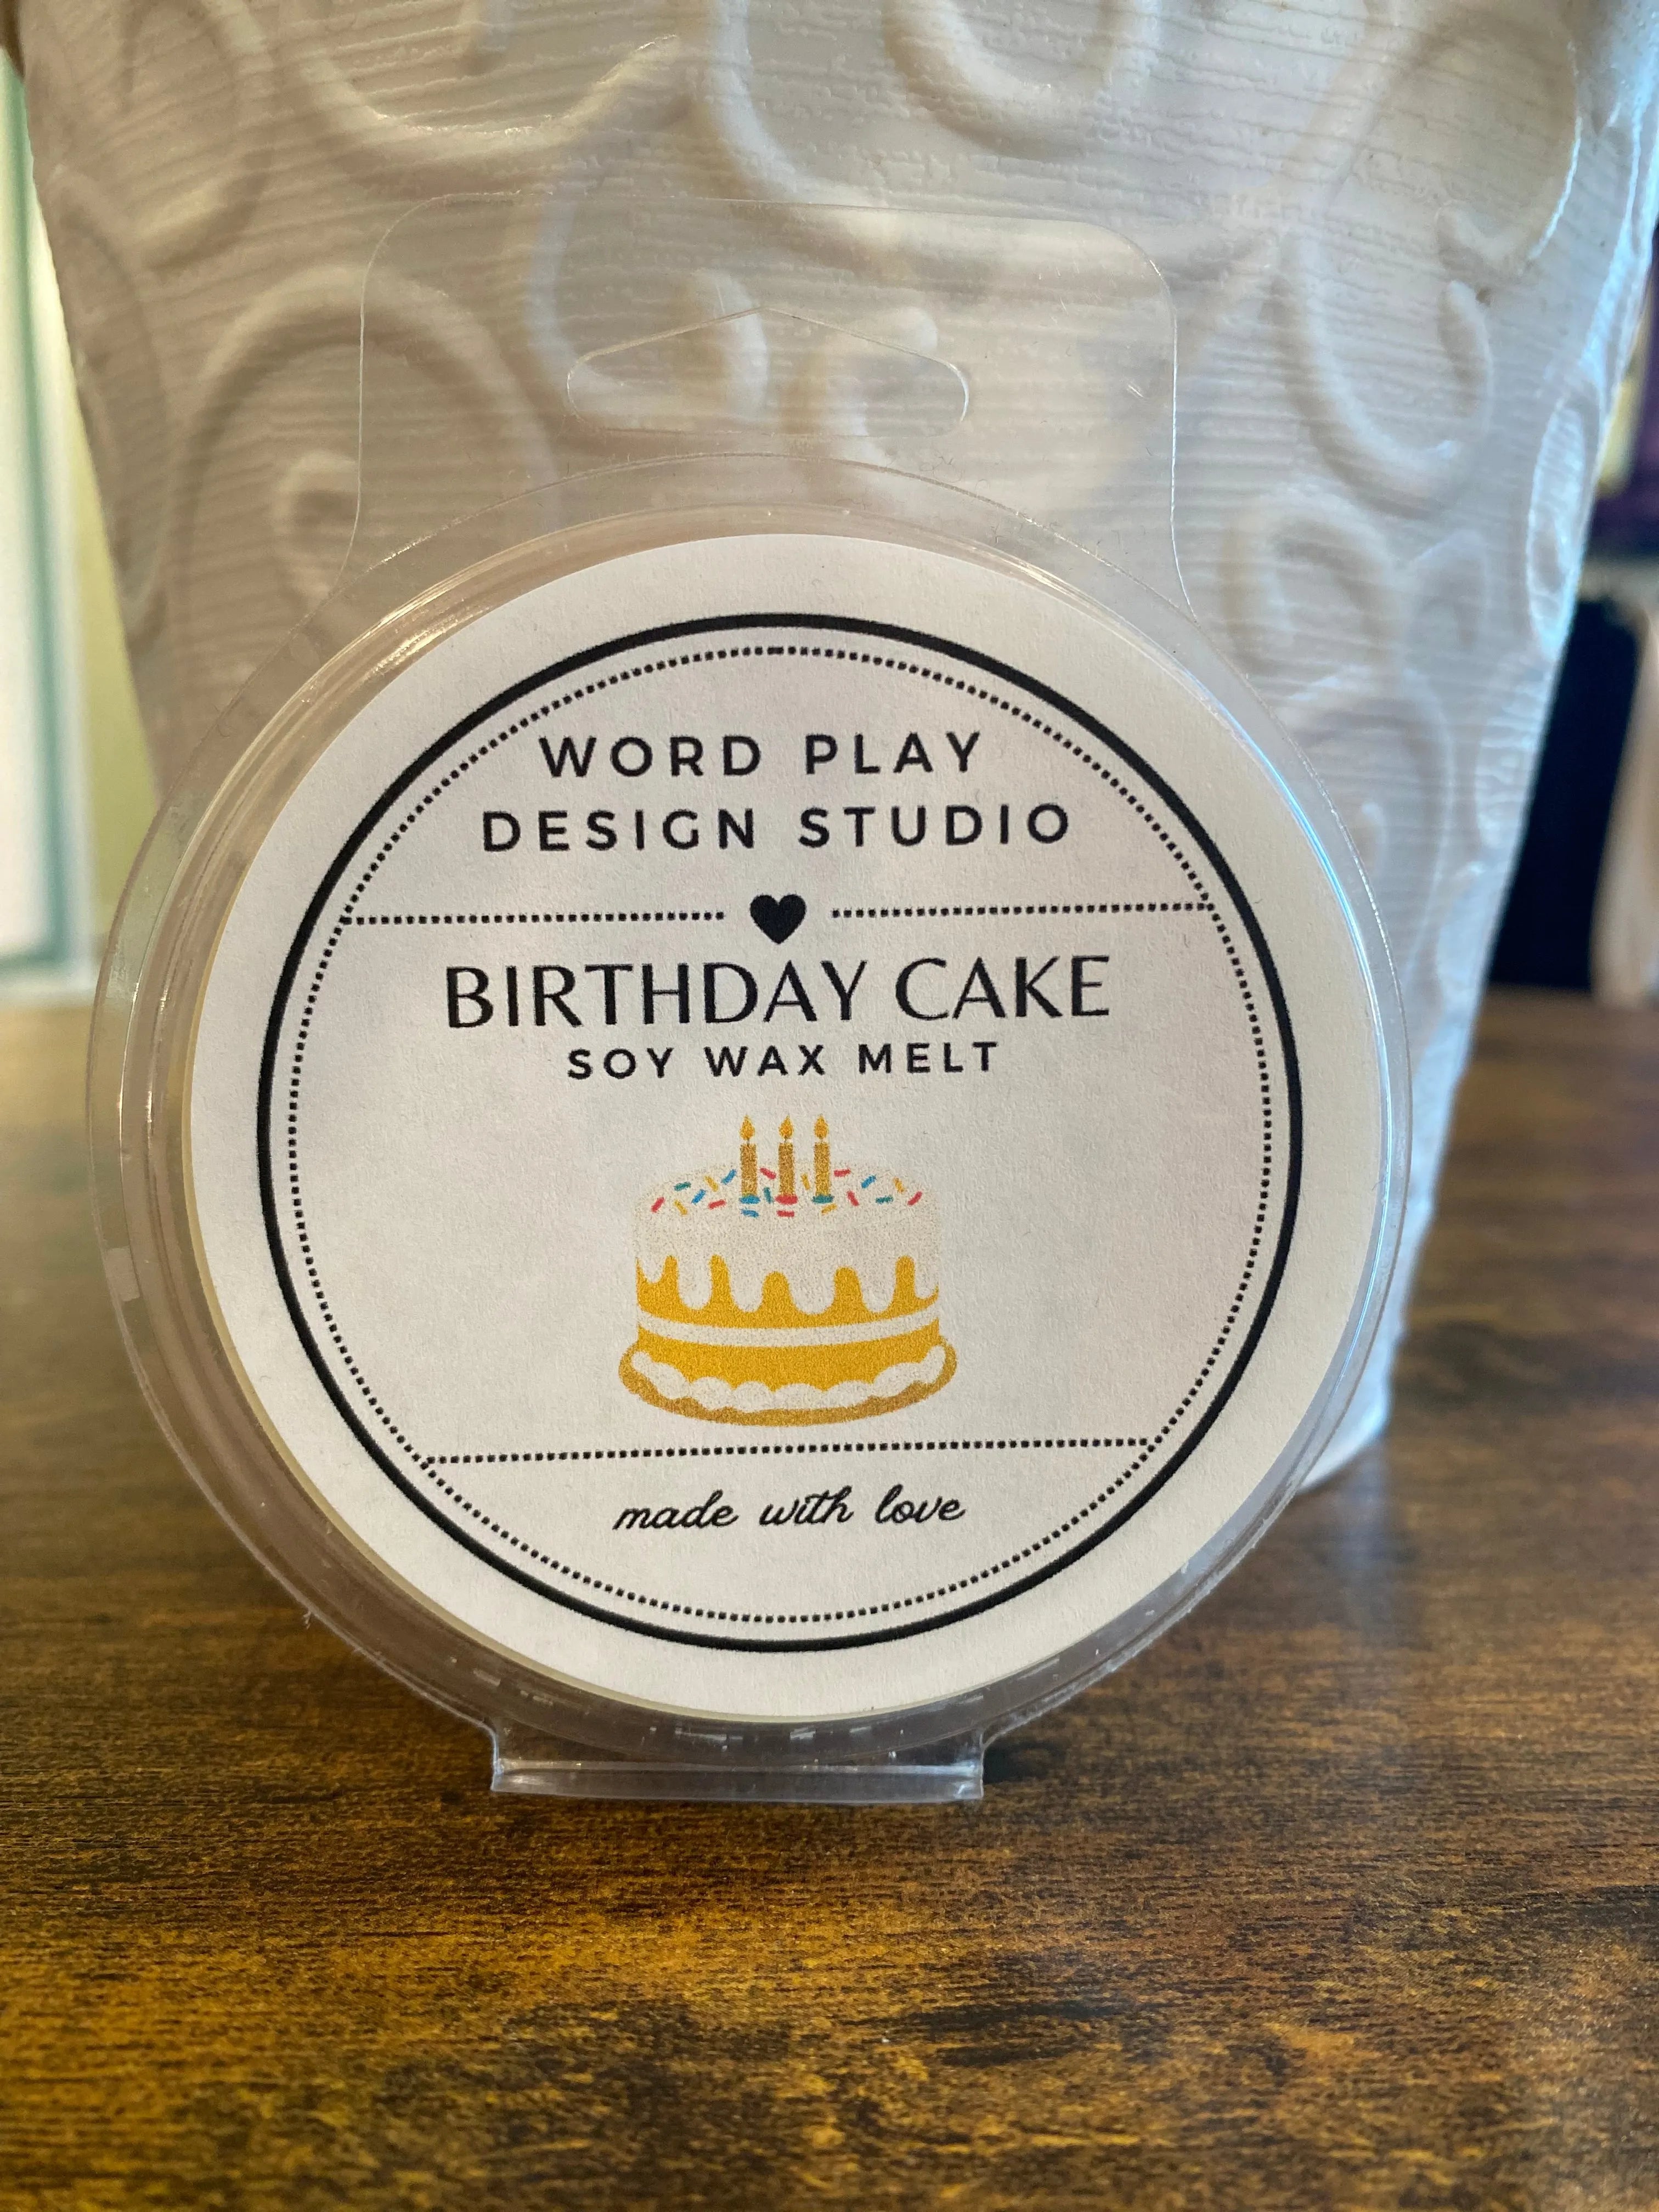 WORD PLAY
DESIGN STUDIO
BIRTHDAY CAKE
SOY WAX MELT
made with love